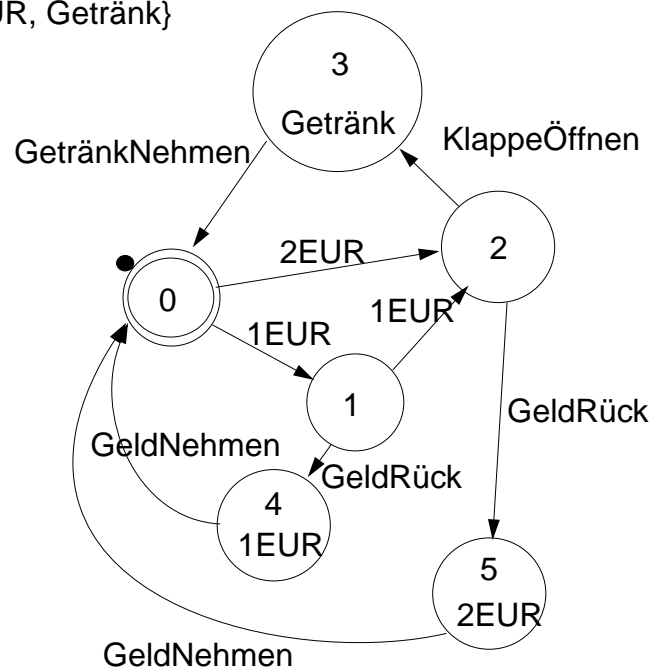 UR, Getränk}
3
Getränk
KlappeÖffnen
GetränkNehmen
2EUR
2
0
1EUR
1EUR
1
GeldRück
GeldNehmen
GeldRück
4
1EUR
5
2EUR
GeldNehmen